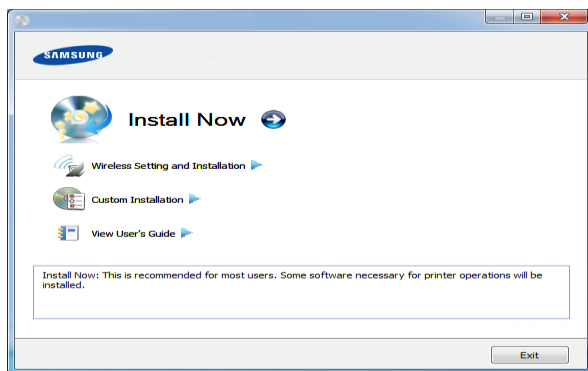 SAMSUNG
Install Now
Wireless Setting and Installation
Custom Installation
View User's Guide
Install Now: This is recommended for most users. Some software necessary for printer operations will be
installed.
Exit